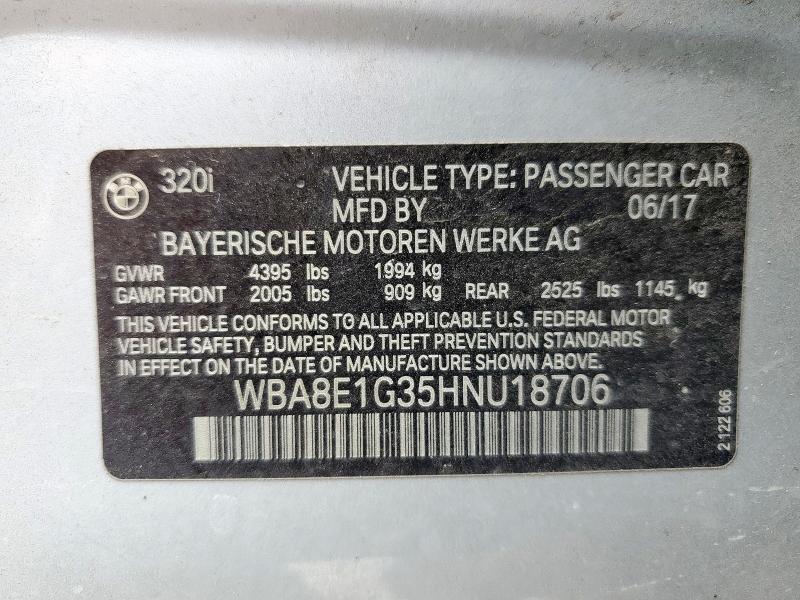 320i VEHICLE TYPE: PASSENGER CAR
MFD BY 06/17
BAYERISCHE MOTOREN WERKE AG
GVWR 4395 lbs 1994 kg
GAWR FRONT 2005 lbs 909 kg REAR 2525 lbs 1145 kg
THIS VEHICLE CONFORMS TO ALL APPLICABLE U.S. FEDERAL MOTOR
VEHICLE SAFETY, BUMPER AND THEFT PREVENTION STANDARDS
IN EFFECT ON THE DATE OF MANUFACTURE SHOWN ABOVE.
WBA8E1G35HNU18706
2 122 606